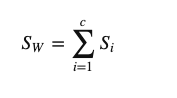 $S_W = \sum_{i=1}^{c} S_i$